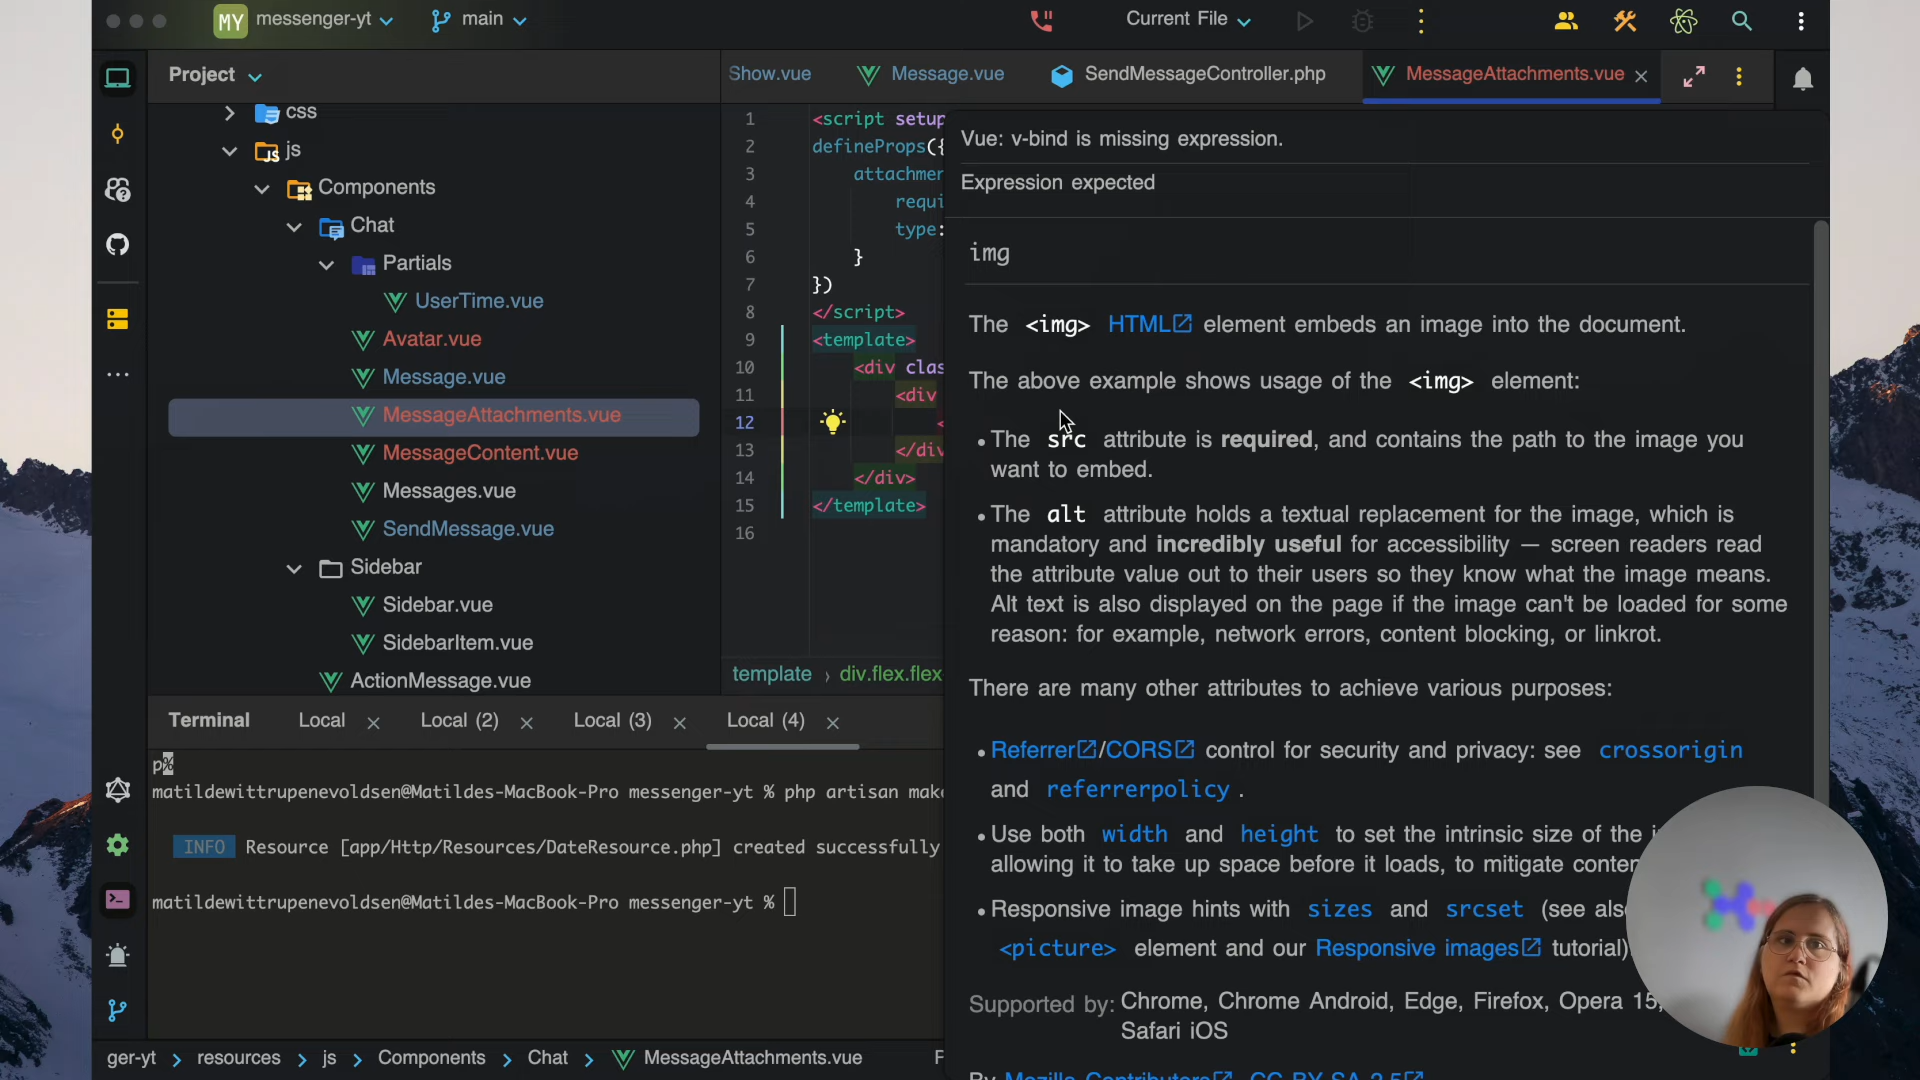 MY messenger-yt main Current File
Project
Show.vue Message.vue SendMessageController.php MessageAttachments.vue
css
js
Components
Chat
Partials
UserTime.vue
Avatar.vue
Message.vue
MessageAttachments.vue
MessageContent.vue
Messages.vue
SendMessage.vue
Sidebar
Sidebar.vue
SidebarItem.vue
ActionMessage.vue
1 <script setup
2 defineProps({
3 attachmen
4 requi
5 type:
6 }
7 })
8 </script>
9 <template>
10 <div clas
11 <div
12 <
13 </div
14 </div>
15 </template>
16
template › div.flex.flex
Vue: v-bind is missing expression.
Expression expected
img
The <img> HTML element embeds an image into the document.
The above example shows usage of the <img> element:
• The src attribute is required, and contains the path to the image you
want to embed.
• The alt attribute holds a textual replacement for the image, which is
mandatory and incredibly useful for accessibility — screen readers read
the attribute value out to their users so they know what the image means.
Alt text is also displayed on the page if the image can't be loaded for some
reason: for example, network errors, content blocking, or linkrot.
There are many other attributes to achieve various purposes:
• Referrer/CORS control for security and privacy: see crossorigin
and referrerpolicy .
• Use both width and height to set the intrinsic size of the
allowing it to take up space before it loads, to mitigate
• Responsive image hints with sizes and srcset (see
<picture> element and our Responsive images tutorial)
Supported by: Chrome, Chrome Android, Edge, Firefox, Opera 15,
Safari iOS
By Mozilla Contributors, CC BY-SA 2.5
Terminal Local Local (2) Local (3) Local (4)
p%
matildewittrupenevoldsen@Matildes-MacBook-Pro messenger-yt % php artisan make
INFO Resource [app/Http/Resources/DateResource.php] created successfully
matildewittrupenevoldsen@Matildes-MacBook-Pro messenger-yt %
ger-yt › resources › js › Components › Chat › MessageAttachments.vue